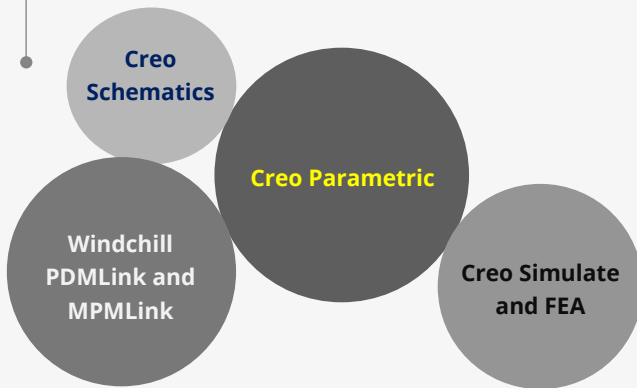 Creo
Schematics
Creo Parametric
Windchill
PDMLink and
MPMLink
Creo Simulate
and FEA